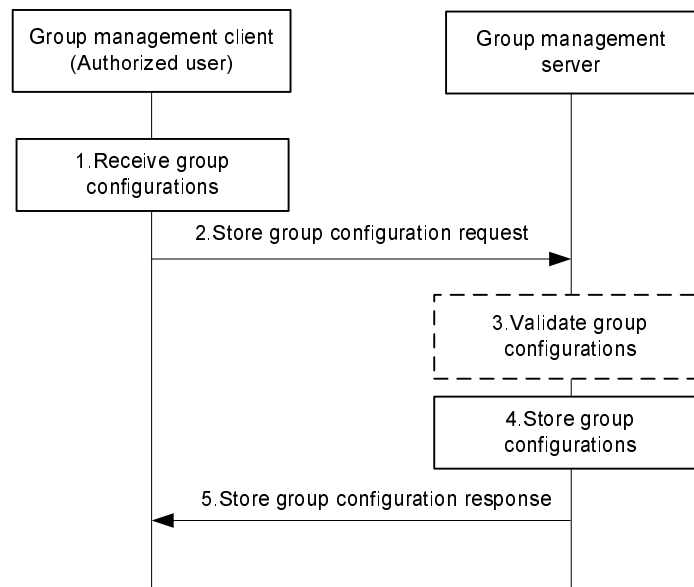 Group management client
(Authorized user)
Group management
server
1.Receive group
configurations
2.Store group configuration request
3.Validate group
configurations
4.Store group
configurations
5.Store group configuration response